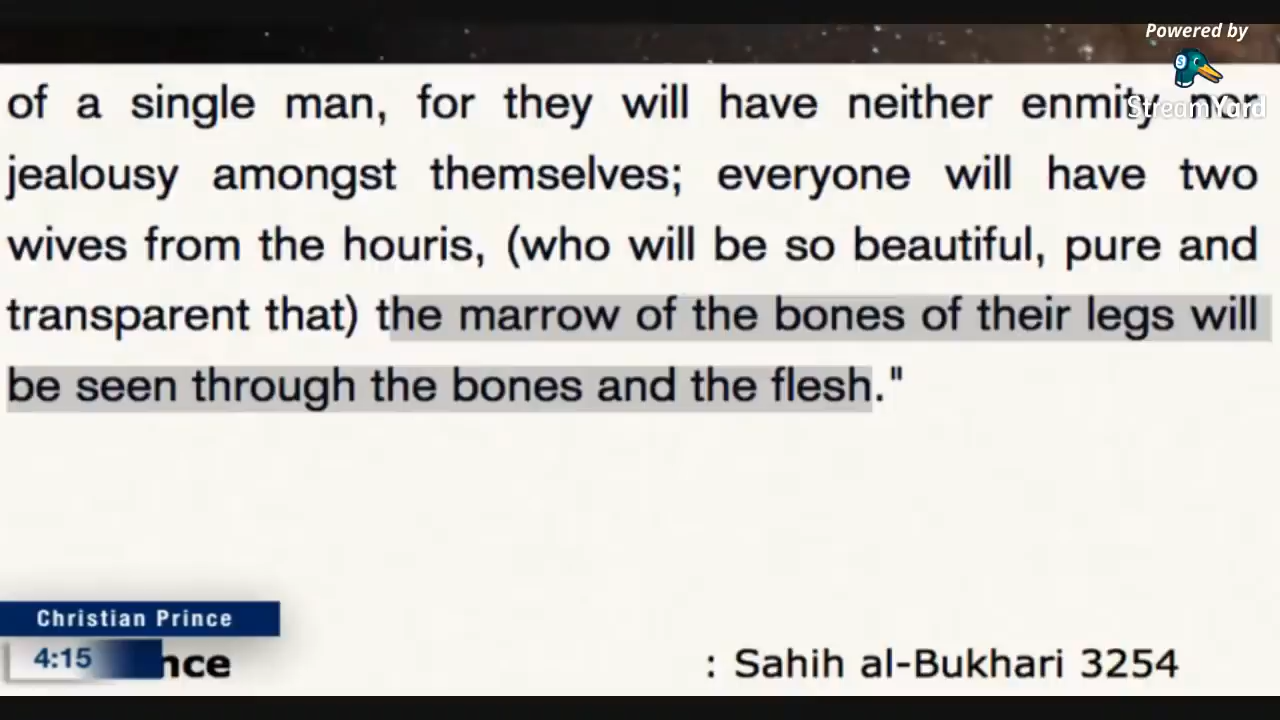 Powered by
StreamYard
of a single man, for they will have neither enmity nor
jealousy amongst themselves; everyone will have two
wives from the houris, (who will be so beautiful, pure and
transparent that) the marrow of the bones of their legs will
be seen through the bones and the flesh."
Christian Prince
4:15 nce : Sahih al-Bukhari 3254